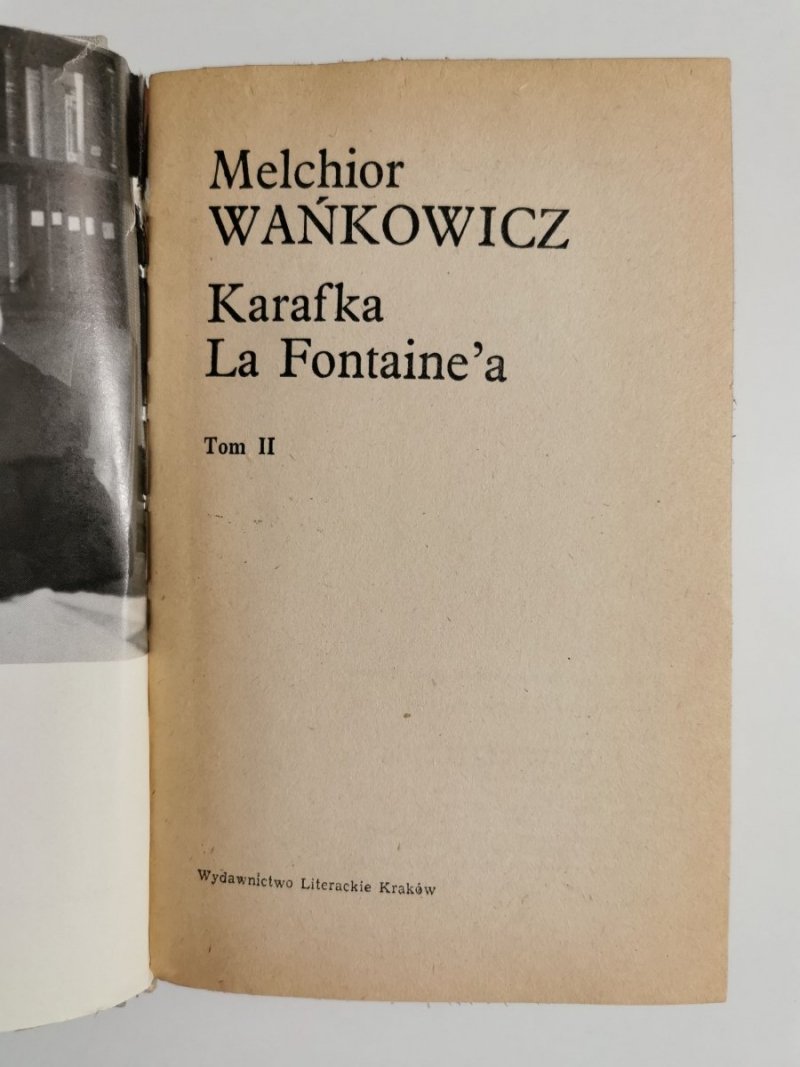 Melchior
WAŃKOWICZ
Karafka
La Fontaine’a
Tom II
Wydawnictwo Literackie Kraków